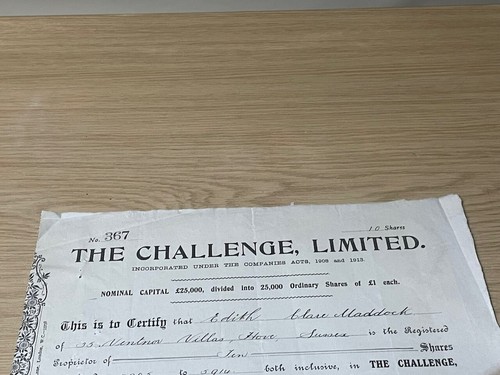 No. 367
10 Shares
THE CHALLENGE, LIMITED.
INCORPORATED UNDER THE COMPANIES ACTS, 1908 and 1913.
NOMINAL CAPITAL £25,000, divided into 25,000 Ordinary Shares of £1 each.
This is to Certify that Edith Clare Maddock
of 33 Ventnor Villas, Hove, Sussex is the Registered
Proprietor of Ten Shares
to both inclusive, in THE CHALLENGE,